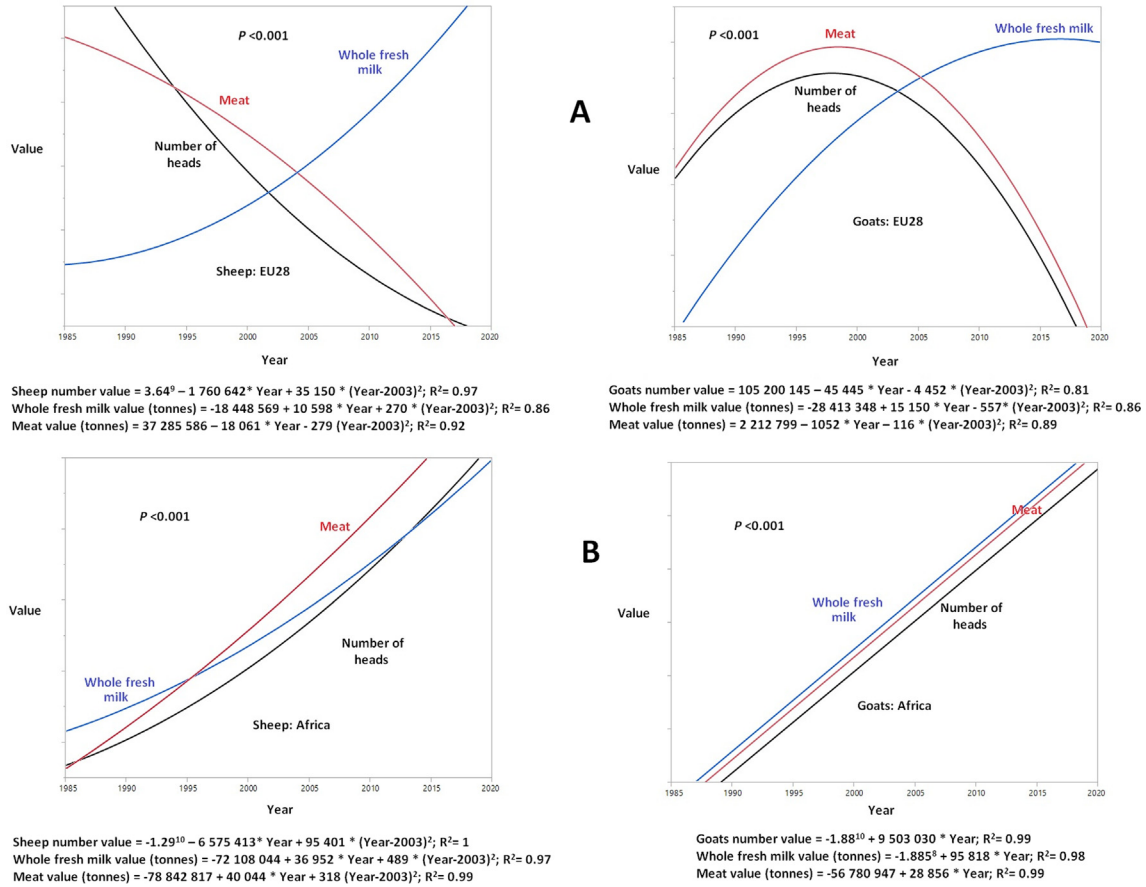 P <0.001
Whole fresh
milk
Meat
Number of
heads
Value
Sheep: EU28
1985 1990 1995 2000 2005 2010 2015 2020
Year
Sheep number value = 3.64⁹ – 1 760 642* Year + 35 150 * (Year-2003)²; R²= 0.97
Whole fresh milk value (tonnes) = -18 448 569 + 10 598 * Year + 270 * (Year-2003)²; R²= 0.86
Meat value (tonnes) = 37 285 586 – 18 061 * Year - 279 (Year-2003)²; R²= 0.92
A
P <0.001
Meat
Whole fresh milk
Number of
heads
Value
Goats: EU28
1985 1990 1995 2000 2005 2010 2015 2020
Year
Goats number value = 105 200 145 – 45 445 * Year - 4 452 * (Year-2003)²; R²= 0.81
Whole fresh milk value (tonnes) = -28 413 348 + 15 150 * Year - 557* (Year-2003)²; R²= 0.86
Meat value (tonnes) = 2 212 799 – 1052 * Year – 116 * (Year-2003)²; R²= 0.89
P <0.001
Meat
Value
Number of
heads
Whole fresh
milk
Sheep: Africa
1985 1990 1995 2000 2005 2010 2015 2020
Year
Sheep number value = -1.29¹⁰ – 6 575 413* Year + 95 401 * (Year-2003)²; R²= 1
Whole fresh milk value (tonnes) = -72 108 044 + 36 952 * Year + 489 * (Year-2003)²; R²= 0.97
Meat value (tonnes) = -78 842 817 + 40 044 * Year + 318 (Year-2003)²; R²= 0.99
B
P <0.001
Meat
Whole fresh
milk
Number of
heads
Value
Goats: Africa
1985 1990 1995 2000 2005 2010 2015 2020
Year
Goats number value = -1.88¹⁰ + 9 503 030 * Year; R²= 0.99
Whole fresh milk value (tonnes) = -1.885⁸ + 95 818 * Year; R²= 0.98
Meat value (tonnes) = -56 780 947 + 28 856 * Year; R²= 0.99